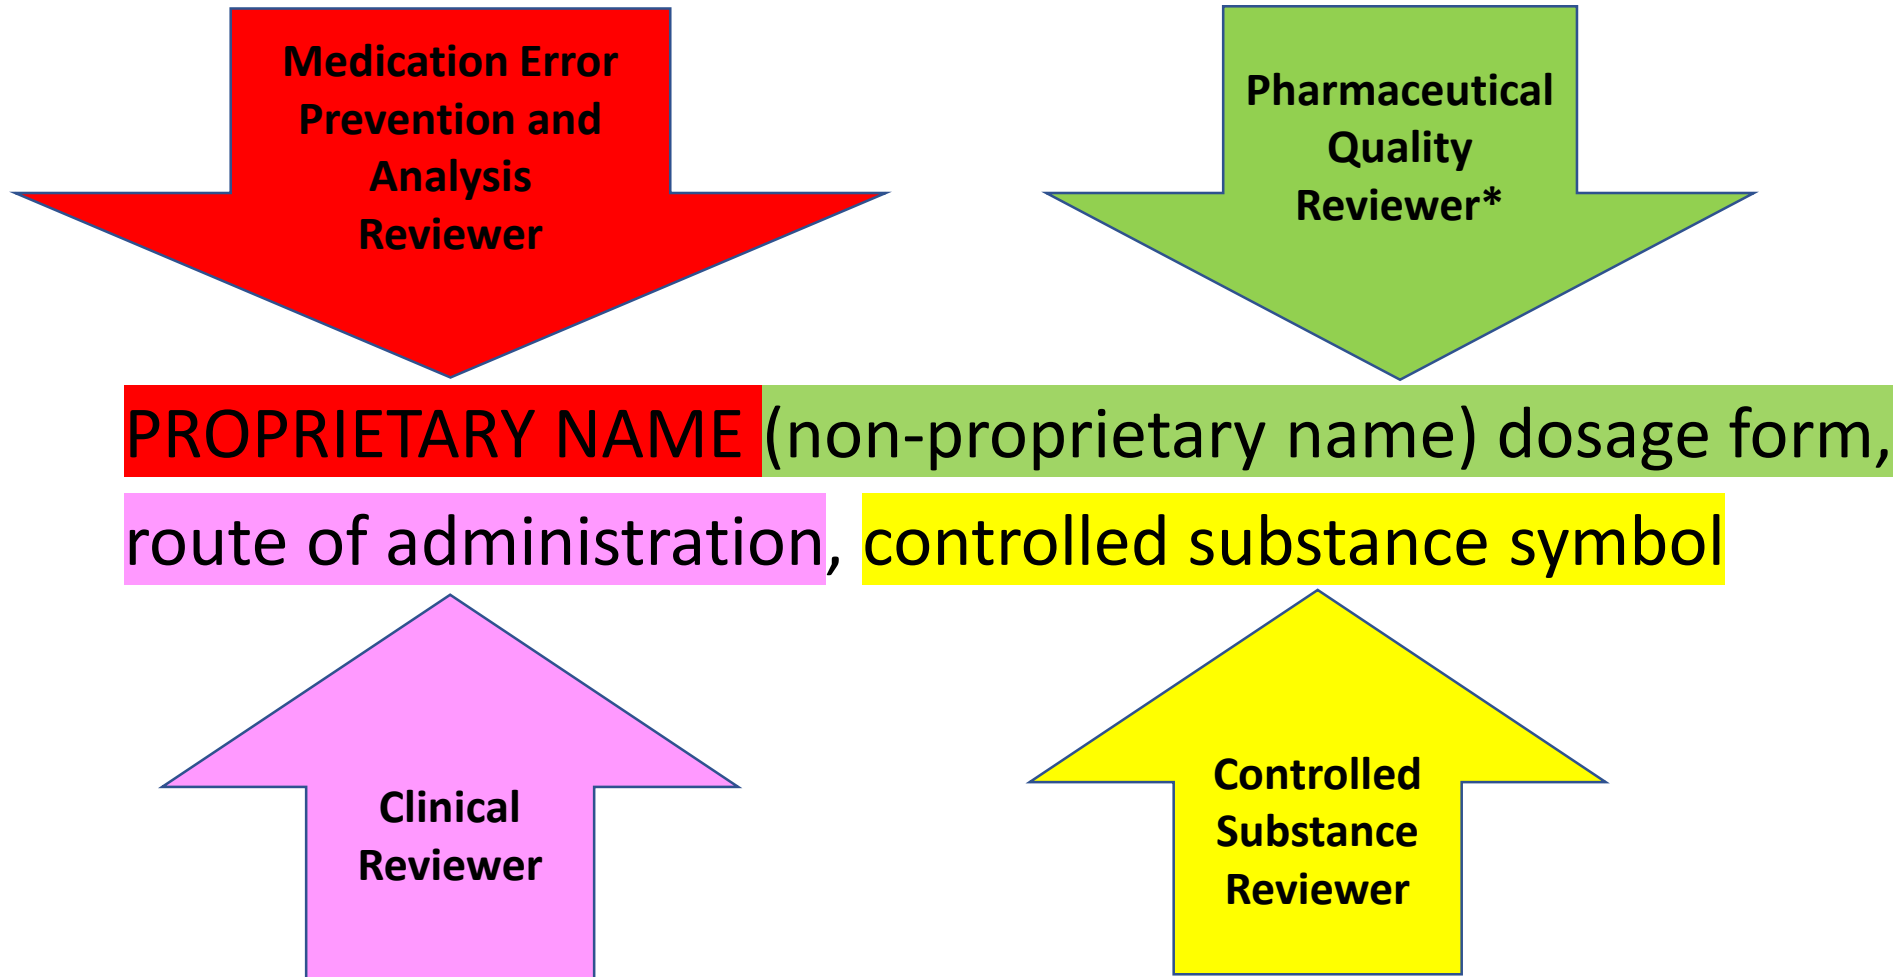 Medication Error
Prevention and
Analysis
Reviewer
Pharmaceutical
Quality
Reviewer*
PROPRIETARY NAME (non-proprietary name) dosage form,
route of administration, controlled substance symbol
Clinical
Reviewer
Controlled
Substance
Reviewer